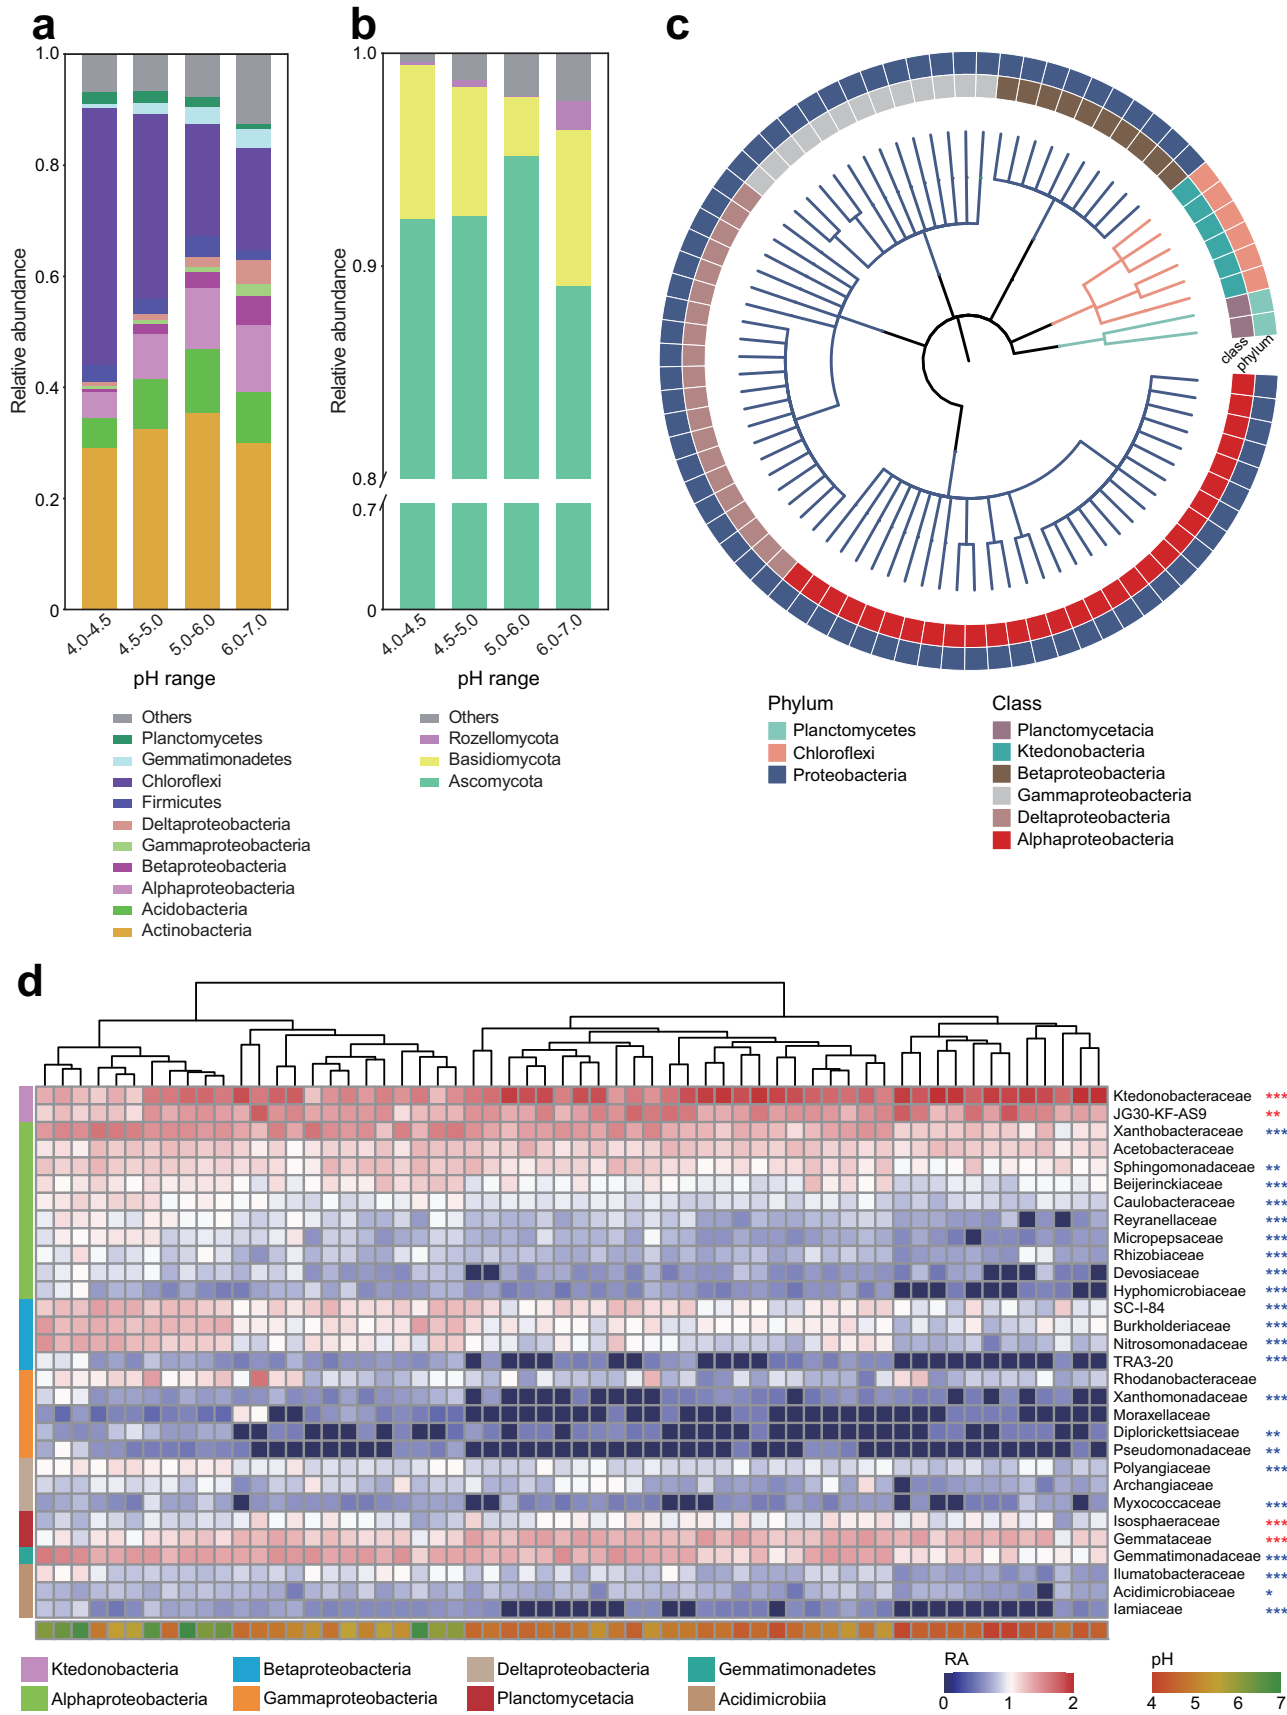 a
Relative abundance
1.0
0.8
0.6
0.4
0.2
0
4.0-4.5
4.5-5.0
5.0-6.0
6.0-7.0
pH range
Others
Planctomycetes
Gemmatimonadetes
Chloroflexi
Firmicutes
Deltaproteobacteria
Gammaproteobacteria
Betaproteobacteria
Alphaproteobacteria
Acidobacteria
Actinobacteria
b
Relative abundance
1.0
0.9
0.8
0.7
0
4.0-4.5
4.5-5.0
5.0-6.0
6.0-7.0
pH range
Others
Rozellomycota
Basidiomycota
Ascomycota
c
class
phylum
Phylum
Planctomycetes
Chloroflexi
Proteobacteria
Class
Planctomycetacia
Ktedonobacteria
Betaproteobacteria
Gammaproteobacteria
Deltaproteobacteria
Alphaproteobacteria
d
Ktedonobacteraceae ***
JG30-KF-AS9 **
Xanthobacteraceae ***
Acetobacteraceae
Sphingomonadaceae **
Beijerinckiaceae ***
Caulobacteraceae ***
Reyranellaceae ***
Micropepsaceae ***
Rhizobiaceae ***
Devosiaceae ***
Hyphomicrobiaceae ***
SC-I-84 ***
Burkholderiaceae ***
Nitrosomonadaceae ***
TRA3-20 ***
Rhodanobacteraceae
Xanthomonadaceae ***
Moraxellaceae
Diplorickettsiaceae **
Pseudomonadaceae **
Polyangiaceae ***
Archangiaceae
Myxococcaceae ***
Isosphaeraceae ***
Gemmataceae ***
Gemmatimonadaceae ***
Ilumatobacteraceae ***
Acidimicrobiaceae *
Iamiaceae ***
Ktedonobacteria
Alphaproteobacteria
Betaproteobacteria
Gammaproteobacteria
Deltaproteobacteria
Planctomycetacia
Gemmatimonadetes
Acidimicrobiia
RA
0 1 2
pH
4 5 6 7